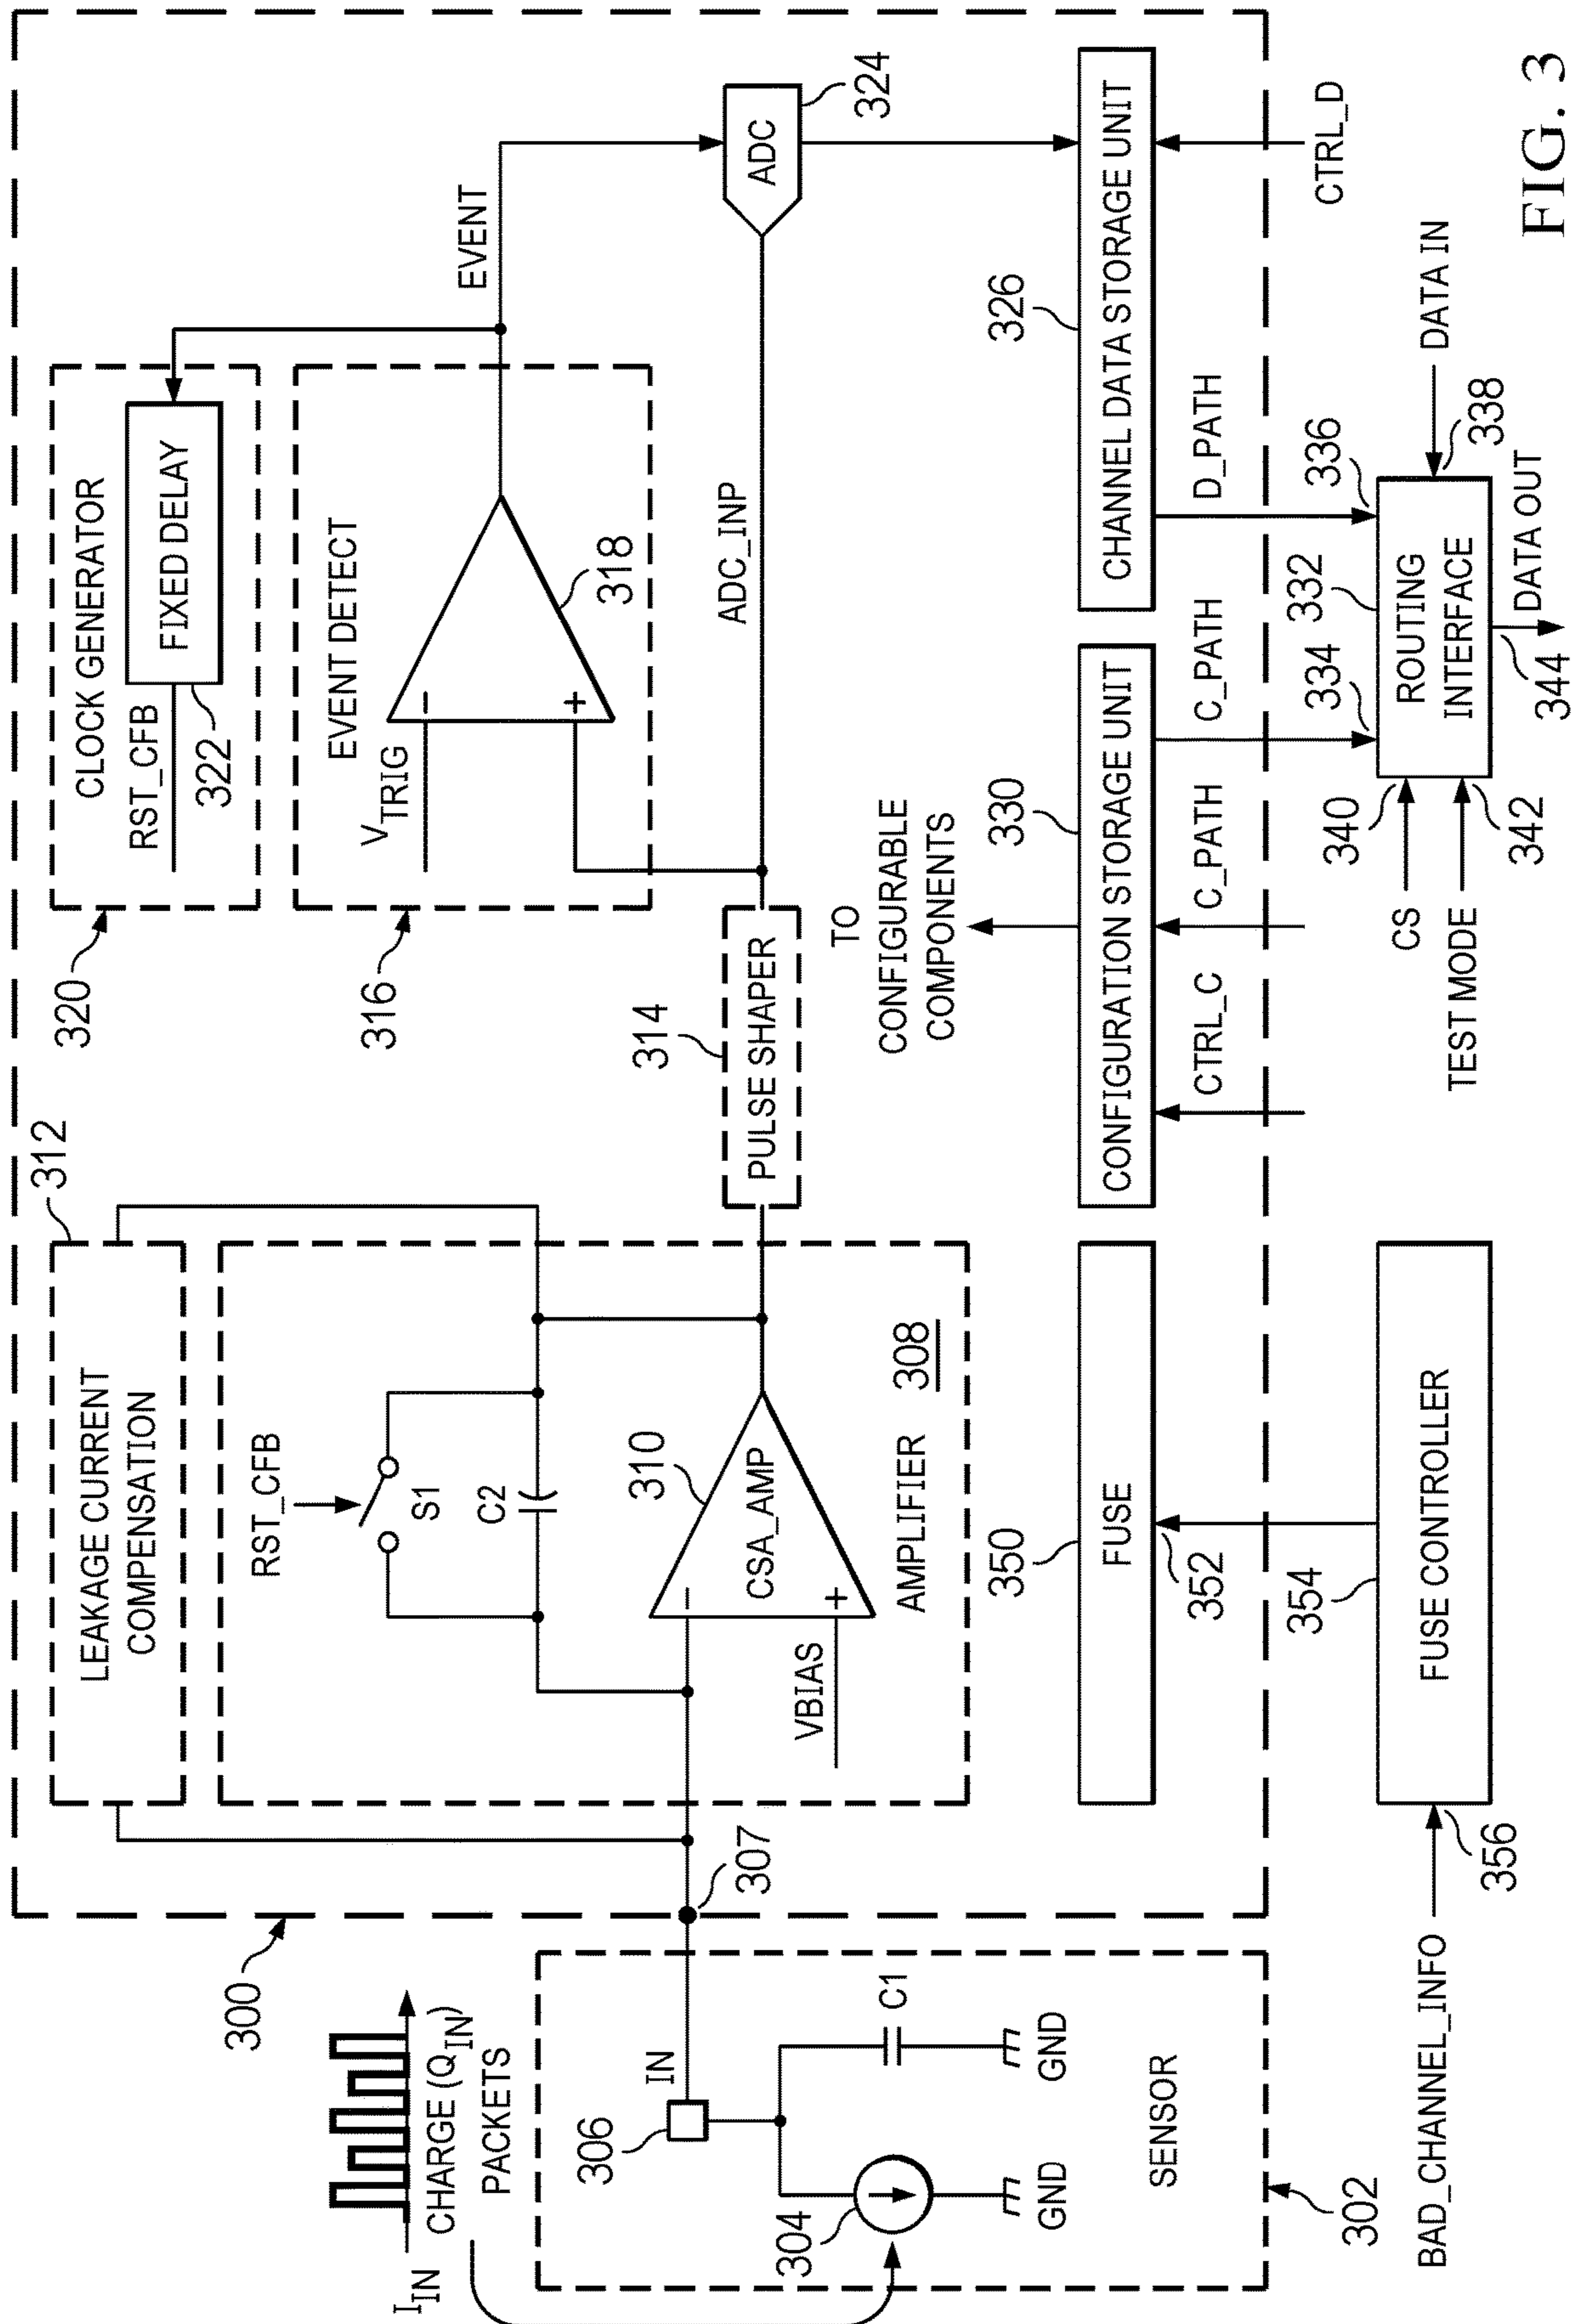 300
312
LEAKAGE CURRENT
COMPENSATION
320
CLOCK GENERATOR
RST_CFB
FIXED DELAY
322
I_IN
CHARGE (Q_IN)
PACKETS
RST_CFB
S1
C2
310
CSA_AMP
VBIAS
AMPLIFIER
308
316
EVENT DETECT
V_TRIG
318
EVENT
306
IN
307
304
C1
GND
GND
SENSOR
302
314
PULSE SHAPER
ADC_INP
ADC
324
TO
CONFIGURABLE
COMPONENTS
350
FUSE
352
330
CONFIGURATION STORAGE UNIT
326
CHANNEL DATA STORAGE UNIT
CTRL_C
C_PATH
C_PATH
D_PATH
CTRL_D
354
FUSE CONTROLLER
BAD_CHANNEL_INFO
356
340
334
332
336
CS
TEST MODE
342
ROUTING
INTERFACE
338
DATA IN
344
DATA OUT
FIG. 3